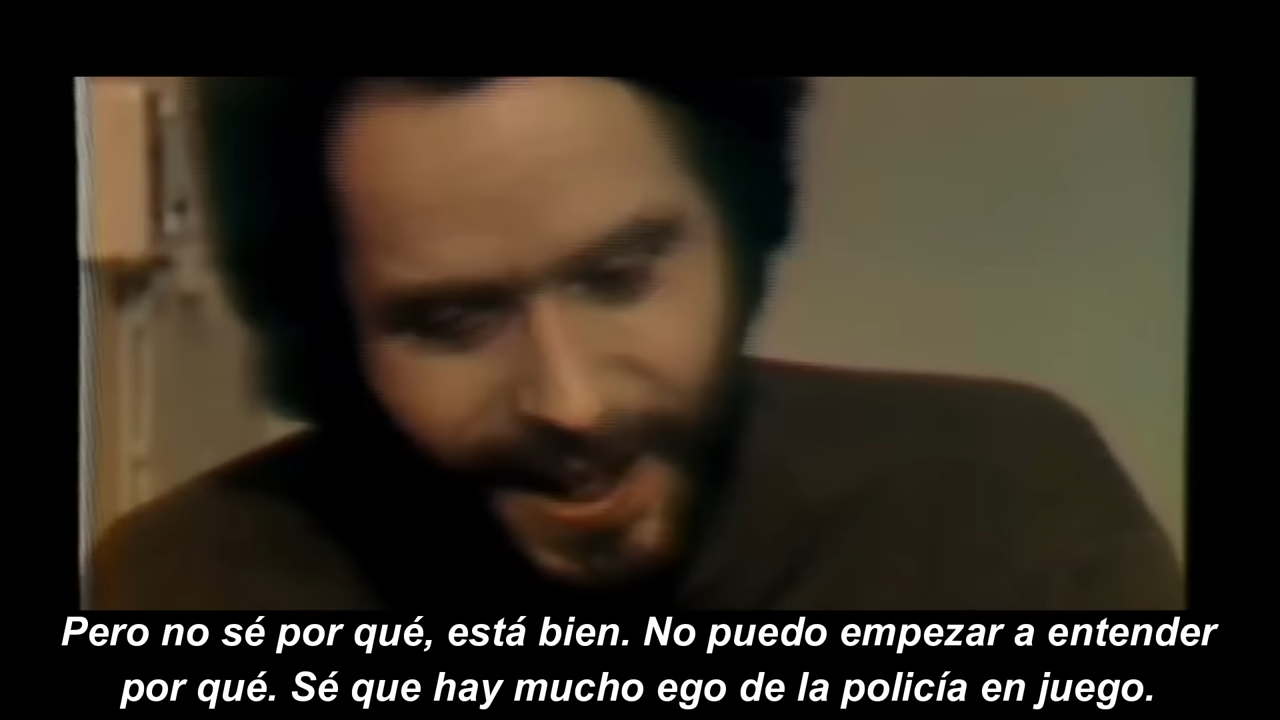 Pero no sé por qué, está bien. No puedo empezar a entender
por qué. Sé que hay mucho ego de la policía en juego.